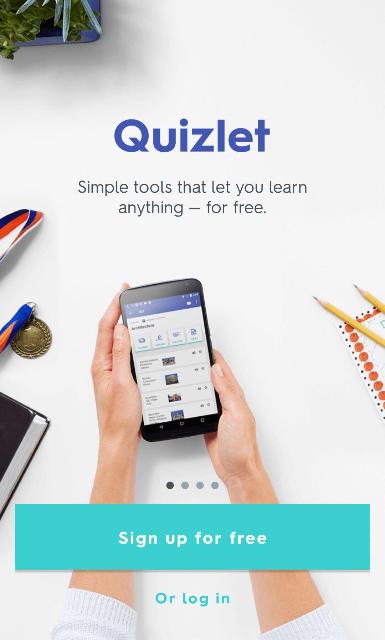 Quizlet
Simple tools that let you learn
anything — for free.
Architecture
Sign up for free
Or log in